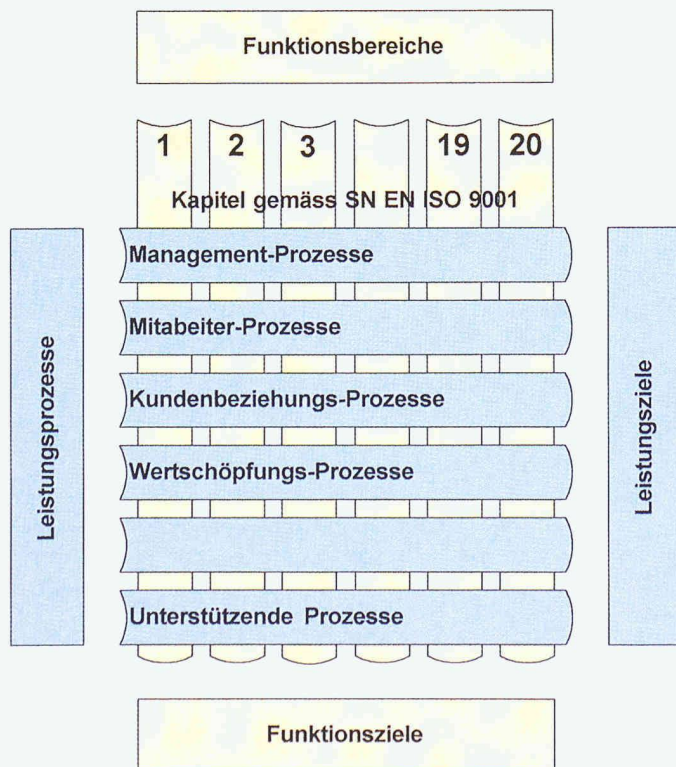 Funktionsbereiche
1 2 3 19 20
Kapitel gemäss SN EN ISO 9001
Leistungsprozesse
Management-Prozesse
Mitabeiter-Prozesse
Kundenbeziehungs-Prozesse
Wertschöpfungs-Prozesse
Unterstützende Prozesse
Leistungsziele
Funktionsziele